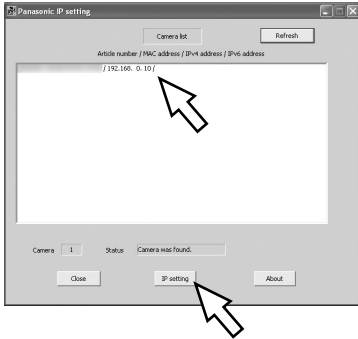 Panasonic IP setting
Camera list
Refresh
Article number / MAC address / IPv4 address / IPv6 address
/ 192.168. 0. 10 /
Camera 1 Status Camera was found.
Close IP setting About